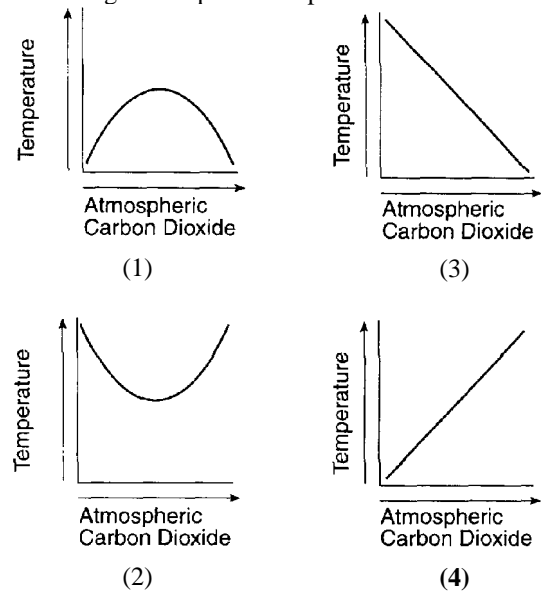 Temperature
Atmospheric
Carbon Dioxide
(1)
Temperature
Atmospheric
Carbon Dioxide
(3)
Temperature
Atmospheric
Carbon Dioxide
(2)
Temperature
Atmospheric
Carbon Dioxide
(4)